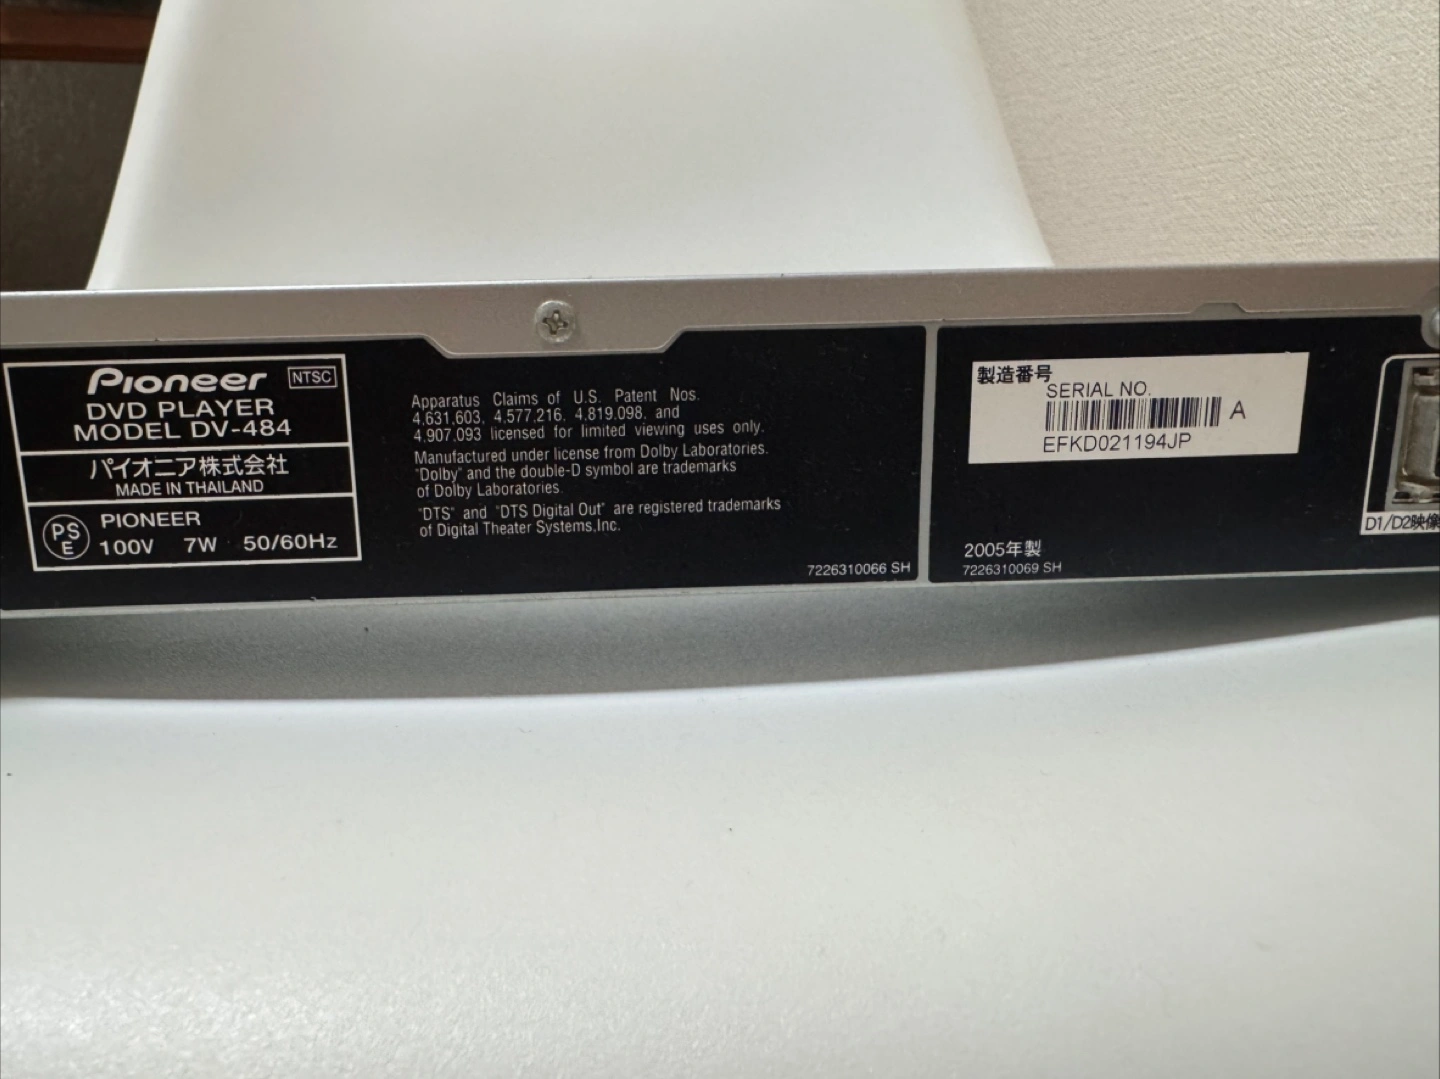 Pioneer NTSC
DVD PLAYER
MODEL DV-484
パイオニア株式会社
MADE IN THAILAND
PS
E
PIONEER
100V 7W 50/60Hz
Apparatus Claims of U.S. Patent Nos.
4,631,603, 4,577,216, 4,819,098, and
4,907,093 licensed for limited viewing uses only.
Manufactured under license from Dolby Laboratories.
"Dolby" and the double-D symbol are trademarks
of Dolby Laboratories.
"DTS" and "DTS Digital Out" are registered trademarks
of Digital Theater Systems,Inc.
7226310066 SH
製造番号
SERIAL NO.
A
EFKD021194JP
2005年製
7226310069 SH
D1/D2映像